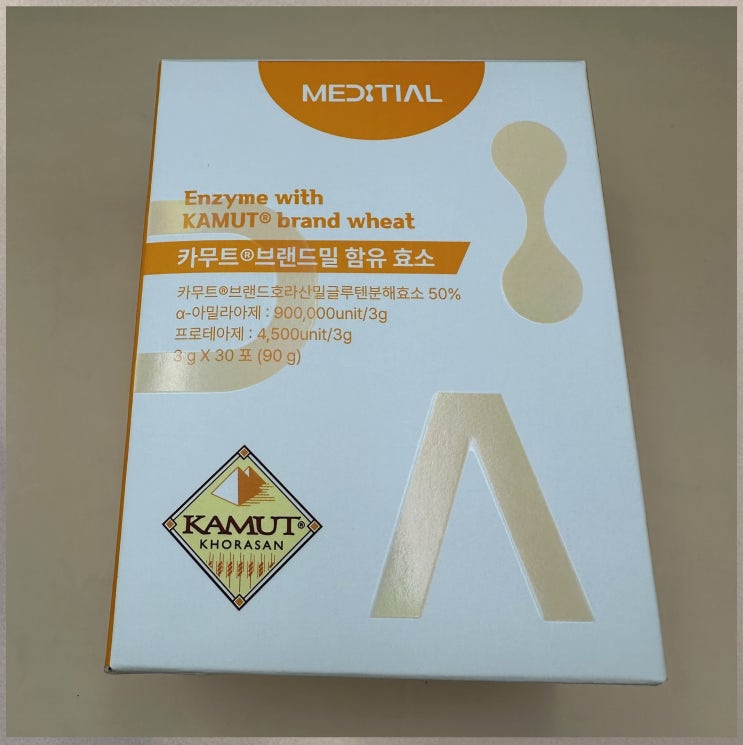 MEDITIAL
Enzyme with
KAMUT® brand wheat
카무트®브랜드밀 함유 효소
카무트®브랜드호라산밀글루텐분해효소 50%
α-아밀라아제 : 900,000unit/3g
프로테아제 : 4,500unit/3g
3 g X 30 포 (90 g)
KAMUT®
KHORASAN